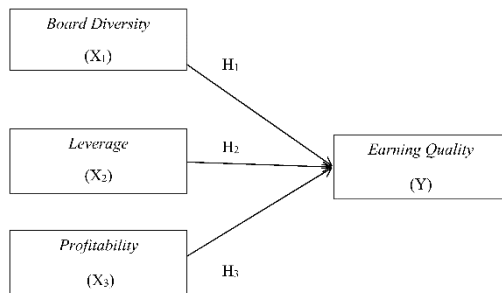 Board Diversity
(X₁)
H₁
Leverage
(X₂)
H₂
Earning Quality
(Y)
Profitability
(X₃)
H₃